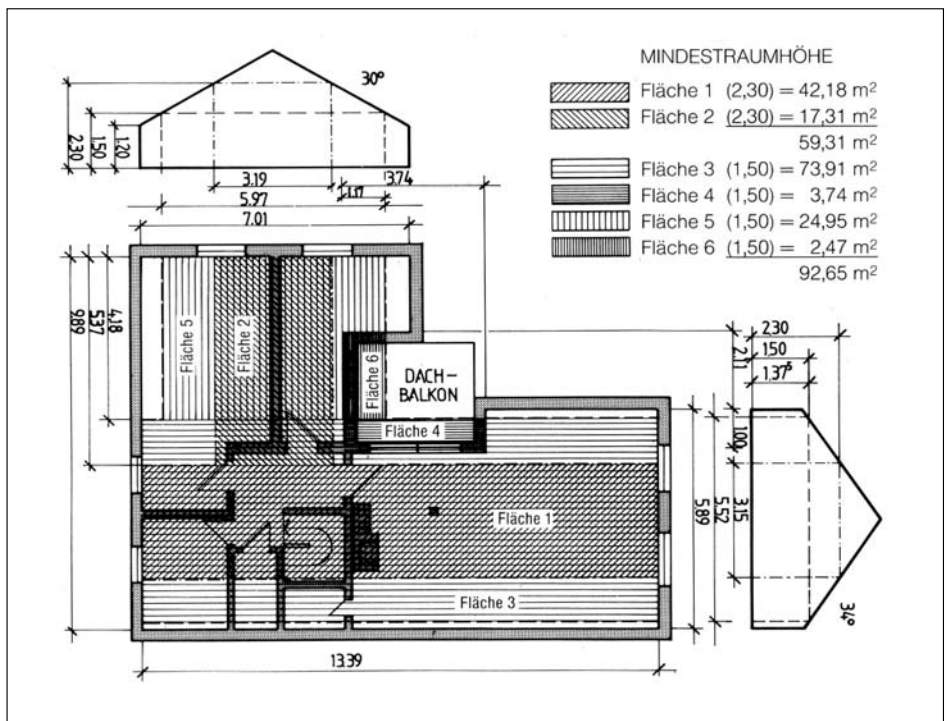 30°
2.30
1.50
1.20
3.19
3.74
1.17
5.97
7.01
MINDESTRAUMHÖHE
Fläche 1 (2,30) = 42,18 m²
Fläche 2 (2,30) = 17,31 m²
59,31 m²
Fläche 3 (1,50) = 73,91 m²
Fläche 4 (1,50) = 3,74 m²
Fläche 5 (1,50) = 24,95 m²
Fläche 6 (1,50) = 2,47 m²
92,65 m²
9.89
5.37
4.18
Fläche 5
Fläche 2
Fläche 6
DACH-
BALKON
Fläche 4
Fläche 1
Fläche 3
13.39
2.11
1.00
5.89
5.52
3.15
2.30
1.50
1.37⁵
34°